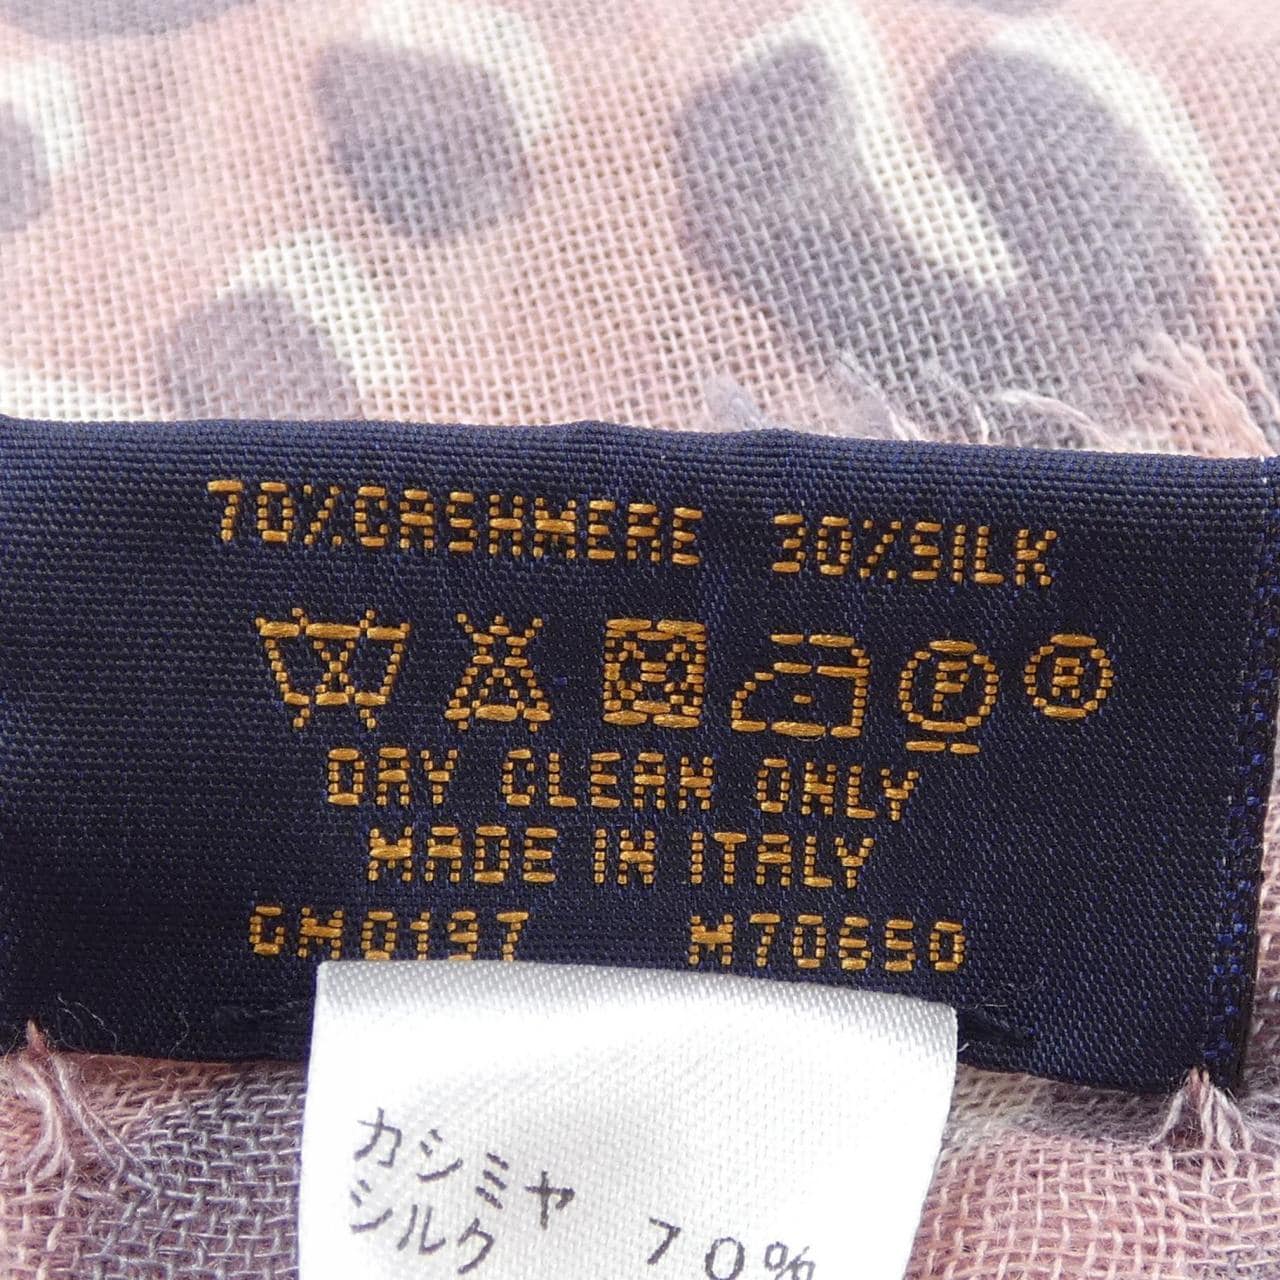 70%CASHMERE 30%SILK
F R
DRY CLEAN ONLY
MADE IN ITALY
GM0197 M70650
カシミヤ 70%
シルク